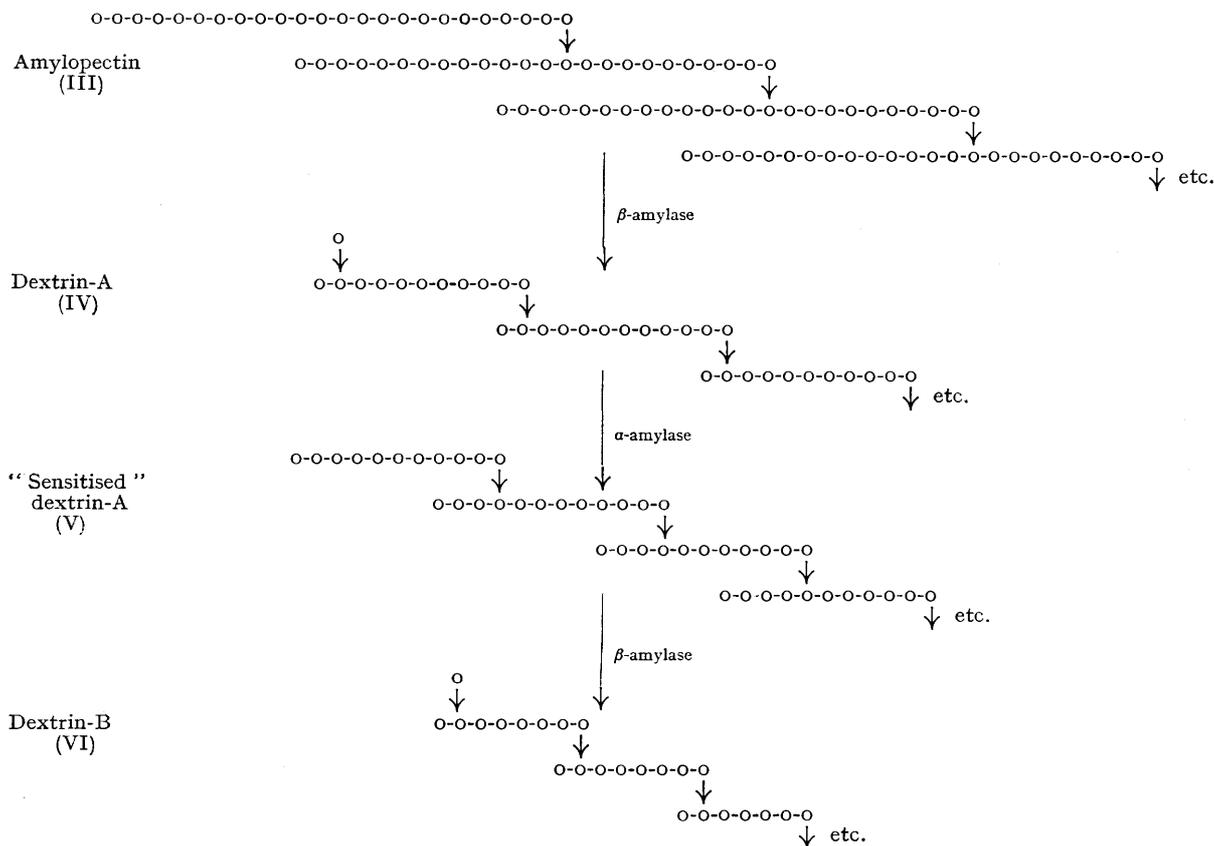 o-o-o-o-o-o-o-o-o-o-o-o-o-o-o-o-o-o-o-o-o-o-o-o
Amylopectin
(III)
o-o-o-o-o-o-o-o-o-o-o-o-o-o-o-o-o-o-o-o-o-o-o-o
o-o-o-o-o-o-o-o-o-o-o-o-o-o-o-o-o-o-o-o-o-o-o-o
o-o-o-o-o-o-o-o-o-o-o-o-o-o-o-o-o-o-o-o-o-o-o-o
etc.
β-amylase
o
Dextrin-A
(IV)
o-o-o-o-o-o-o-o-o-o-o
o-o-o-o-o-o-o-o-o-o-o-o
o-o-o-o-o-o-o-o-o-o-o
etc.
α-amylase
o-o-o-o-o-o-o-o-o-o-o
“Sensitised”
dextrin-A
(V)
o-o-o-o-o-o-o-o-o-o-o-o
o-o-o-o-o-o-o-o-o-o-o
o-o-o-o-o-o-o-o-o-o-o
etc.
β-amylase
o
Dextrin-B
(VI)
o-o-o-o-o-o-o-o
o-o-o-o-o-o-o-o
o-o-o-o-o-o-o
etc.